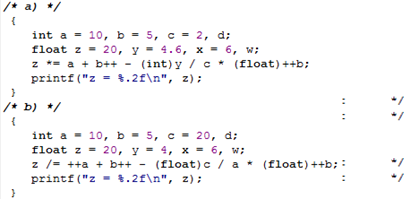 /* a) */
{
int a = 10, b = 5, c = 2, d;
float z = 20, y = 4.6, x = 6, w;
z *= a + b++ - (int)y / c * (float)++b;
printf("z = %.2f\n", z);
}
/* b) */ : */
{ : */
int a = 10, b = 5, c = 20, d;
float z = 20, y = 4, x = 6, w;
z /= ++a + b++ - (float)c / a * (float)++b; : */
printf("z = %.2f\n", z); : */
}